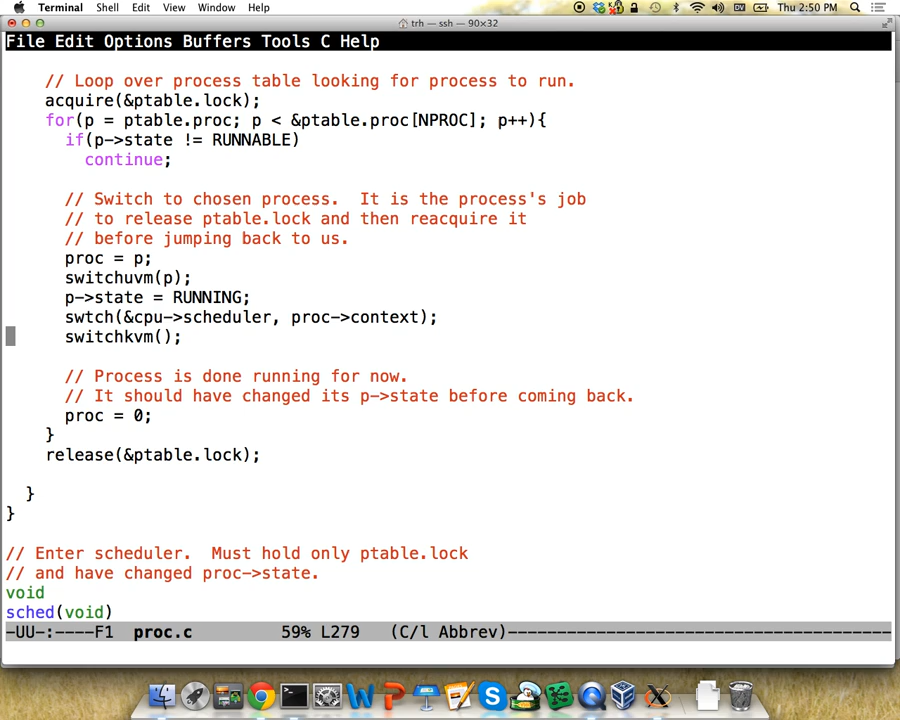 Terminal Shell Edit View Window Help Thu 2:50 PM
trh — ssh — 90×32
File Edit Options Buffers Tools C Help
// Loop over process table looking for process to run.
acquire(&ptable.lock);
for(p = ptable.proc; p < &ptable.proc[NPROC]; p++){
if(p->state != RUNNABLE)
continue;
// Switch to chosen process.  It is the process's job
// to release ptable.lock and then reacquire it
// before jumping back to us.
proc = p;
switchuvm(p);
p->state = RUNNING;
swtch(&cpu->scheduler, proc->context);
switchkvm();
// Process is done running for now.
// It should have changed its p->state before coming back.
proc = 0;
}
release(&ptable.lock);
}
}
// Enter scheduler.  Must hold only ptable.lock
// and have changed proc->state.
void
sched(void)
-UU-:----F1  proc.c         59% L279   (C/l Abbrev)---------------------------------------